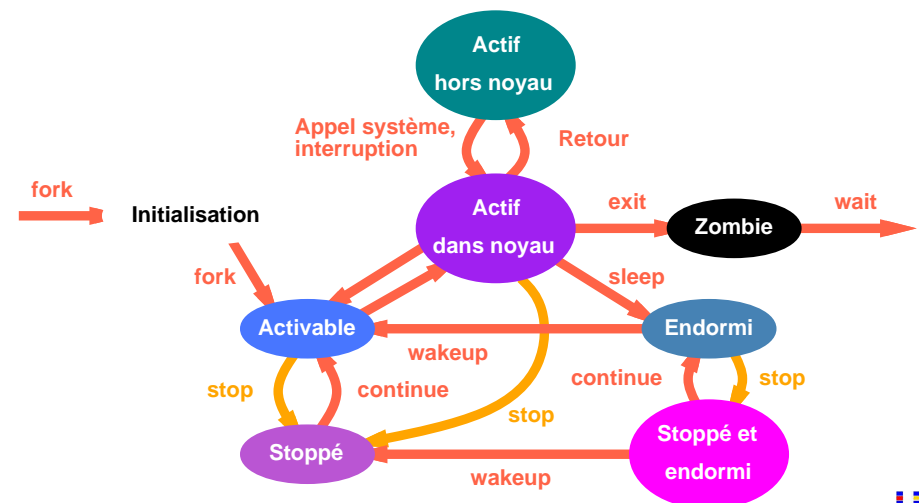 Actif
hors noyau
Appel système,
interruption
Retour
fork
Initialisation
Actif
dans noyau
exit
Zombie
wait
fork
sleep
Activable
Endormi
wakeup
stop
continue
continue
stop
stop
Stoppé
Stoppé et
endormi
wakeup